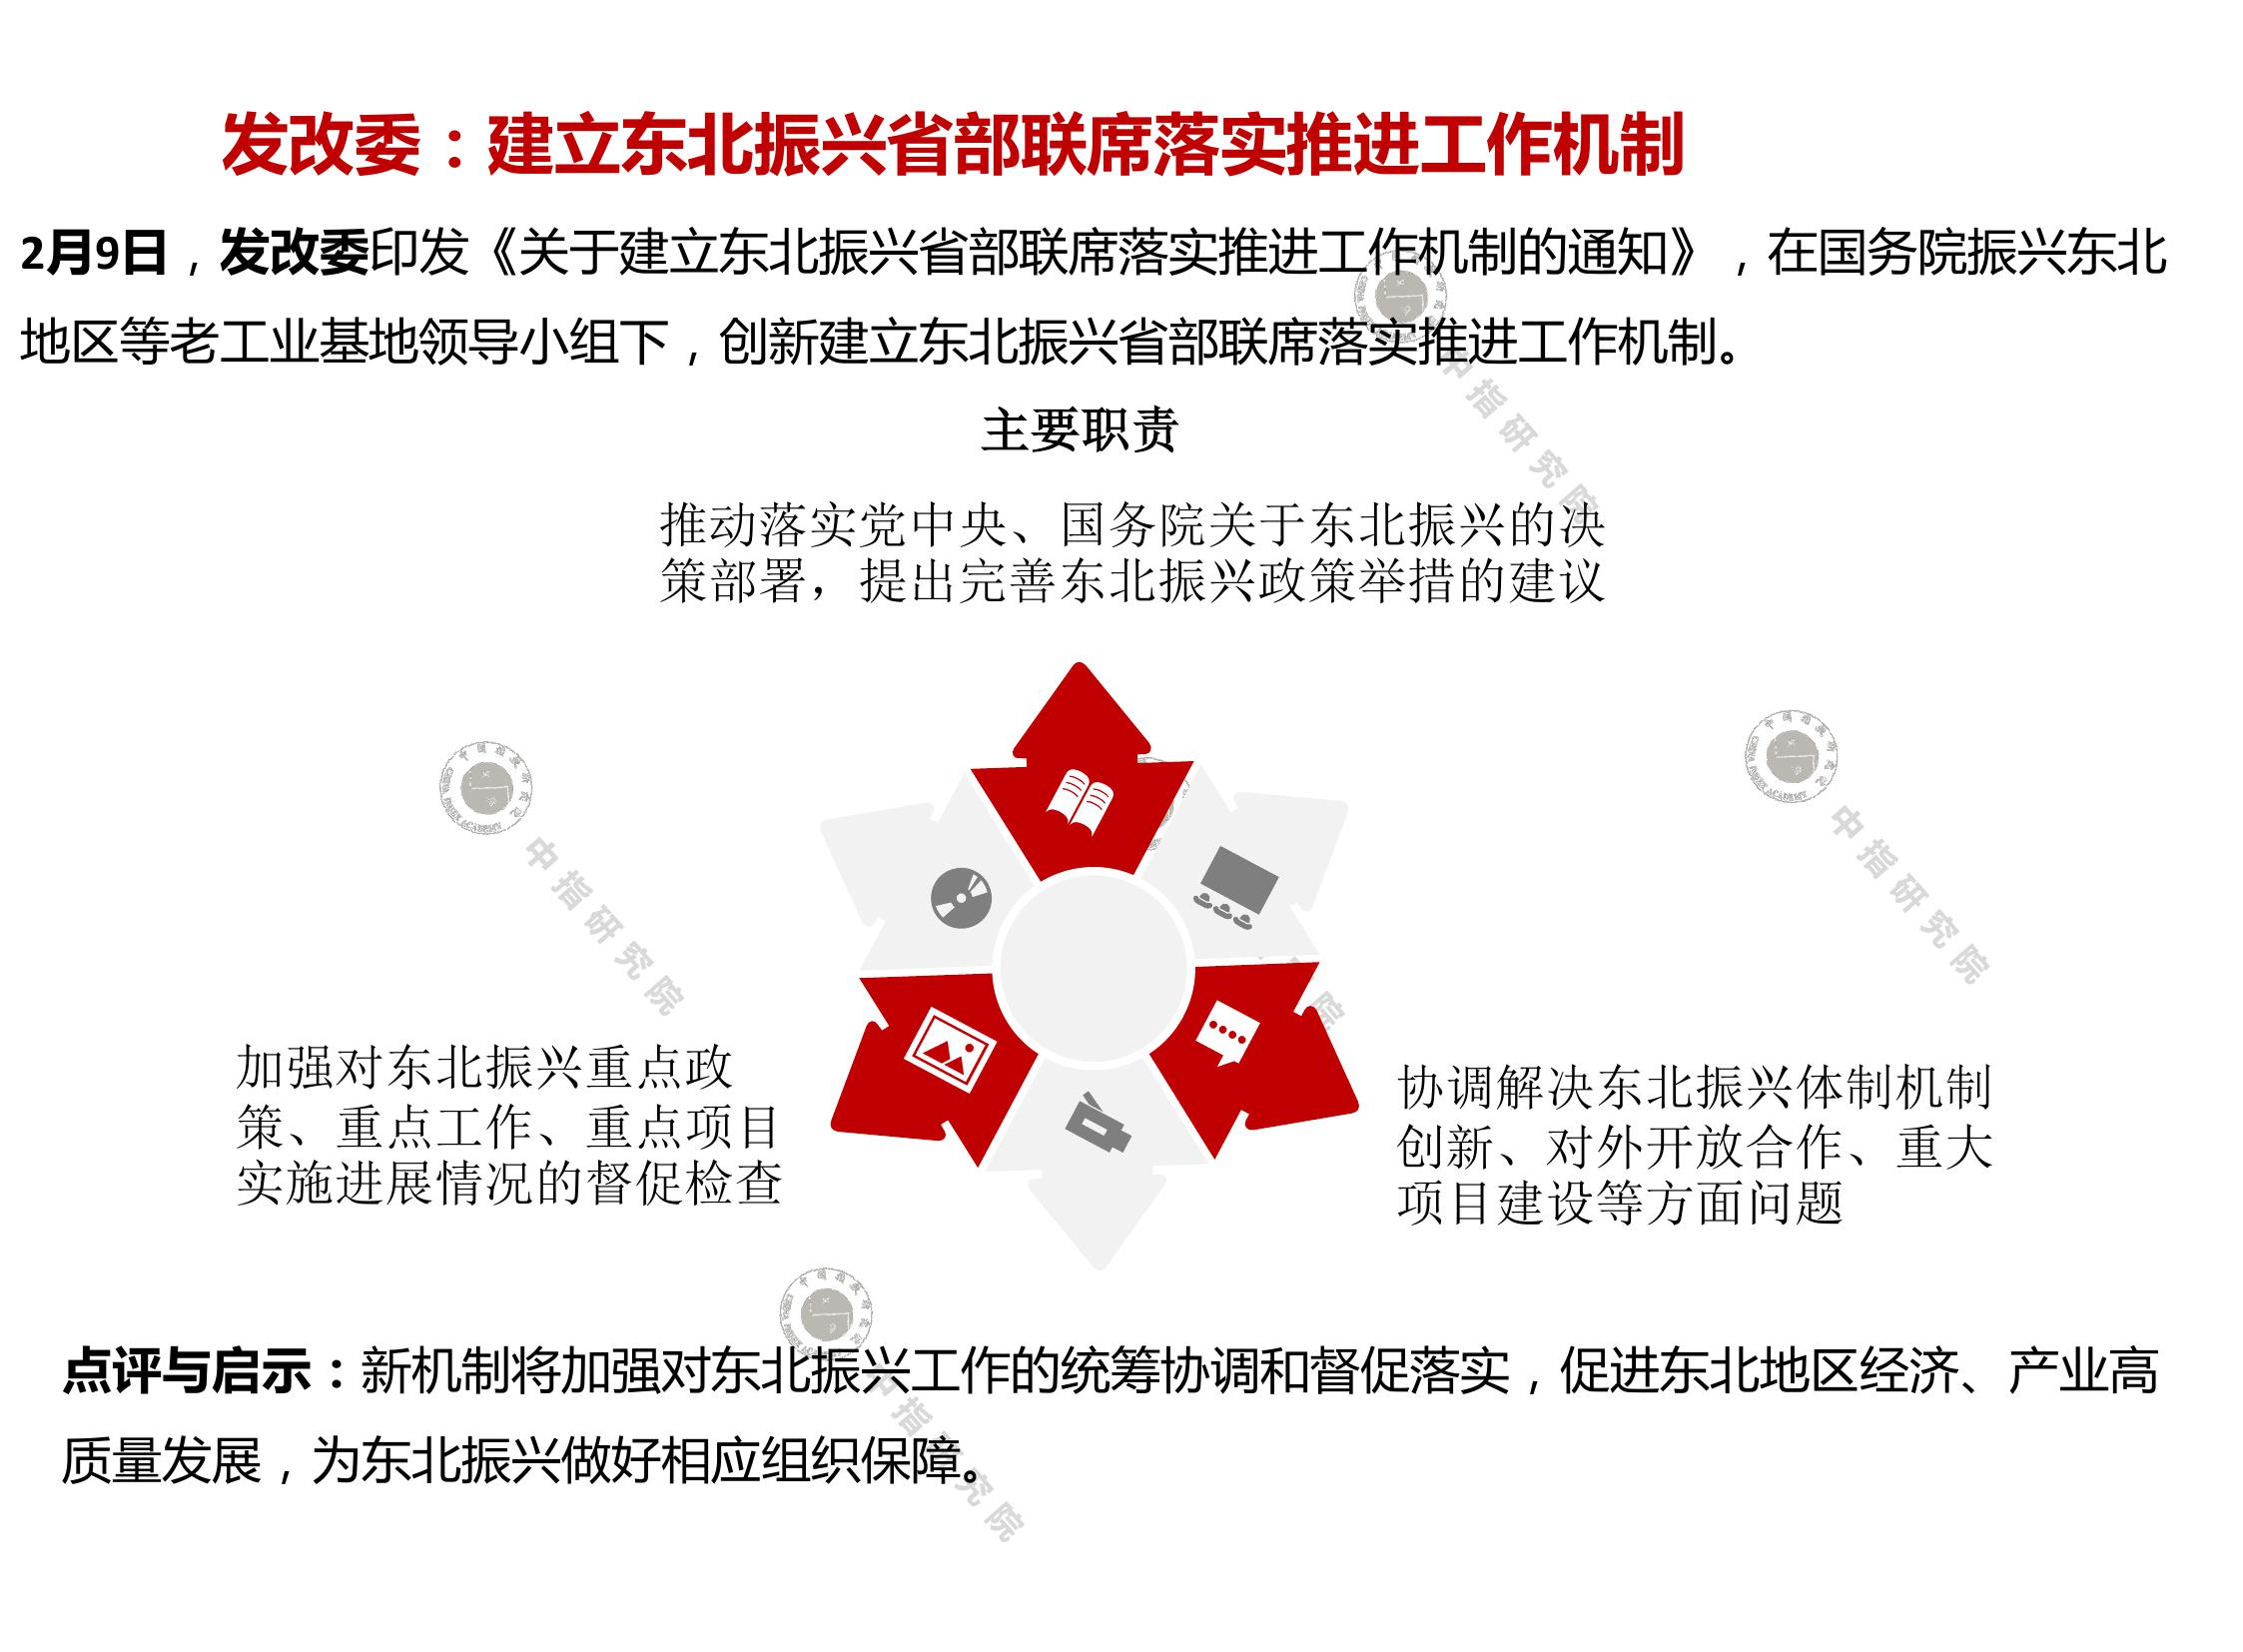 发改委：建立东北振兴省部联席落实推进工作机制
2月9日，发改委印发《关于建立东北振兴省部联席落实推进工作机制的通知》，在国务院振兴东北
地区等老工业基地领导小组下，创新建立东北振兴省部联席落实推进工作机制。
主要职责
推动落实党中央、国务院关于东北振兴的决
策部署，提出完善东北振兴政策举措的建议
加强对东北振兴重点政
策、重点工作、重点项目
实施进展情况的督促检查
协调解决东北振兴体制机制
创新、对外开放合作、重大
项目建设等方面问题
点评与启示：新机制将加强对东北振兴工作的统筹协调和督促落实，促进东北地区经济、产业高
质量发展，为东北振兴做好相应组织保障。
中指研究院
中指研究院
中指研究院
中指研究院
院